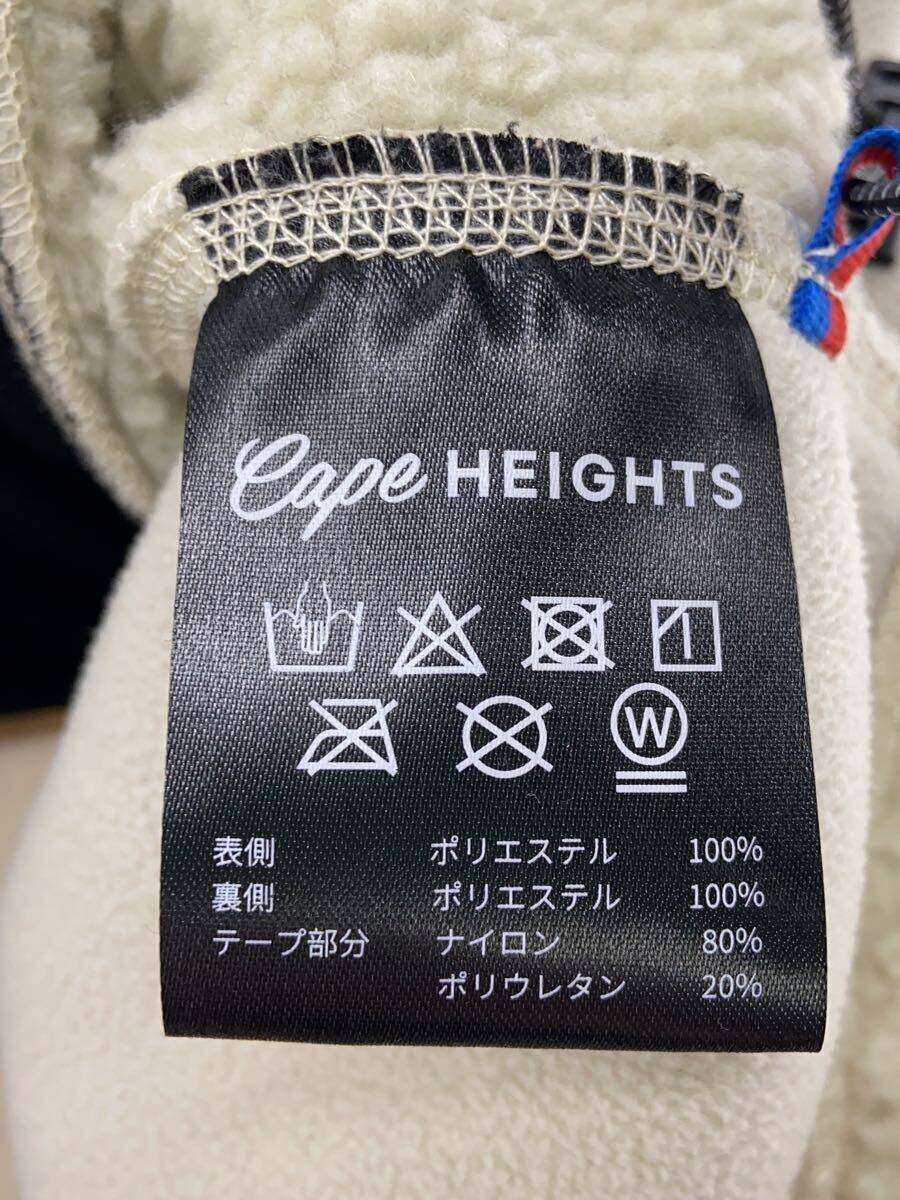 Cape HEIGHTS
W
表側 ポリエステル 100%
裏側 ポリエステル 100%
テープ部分 ナイロン 80%
ポリウレタン 20%